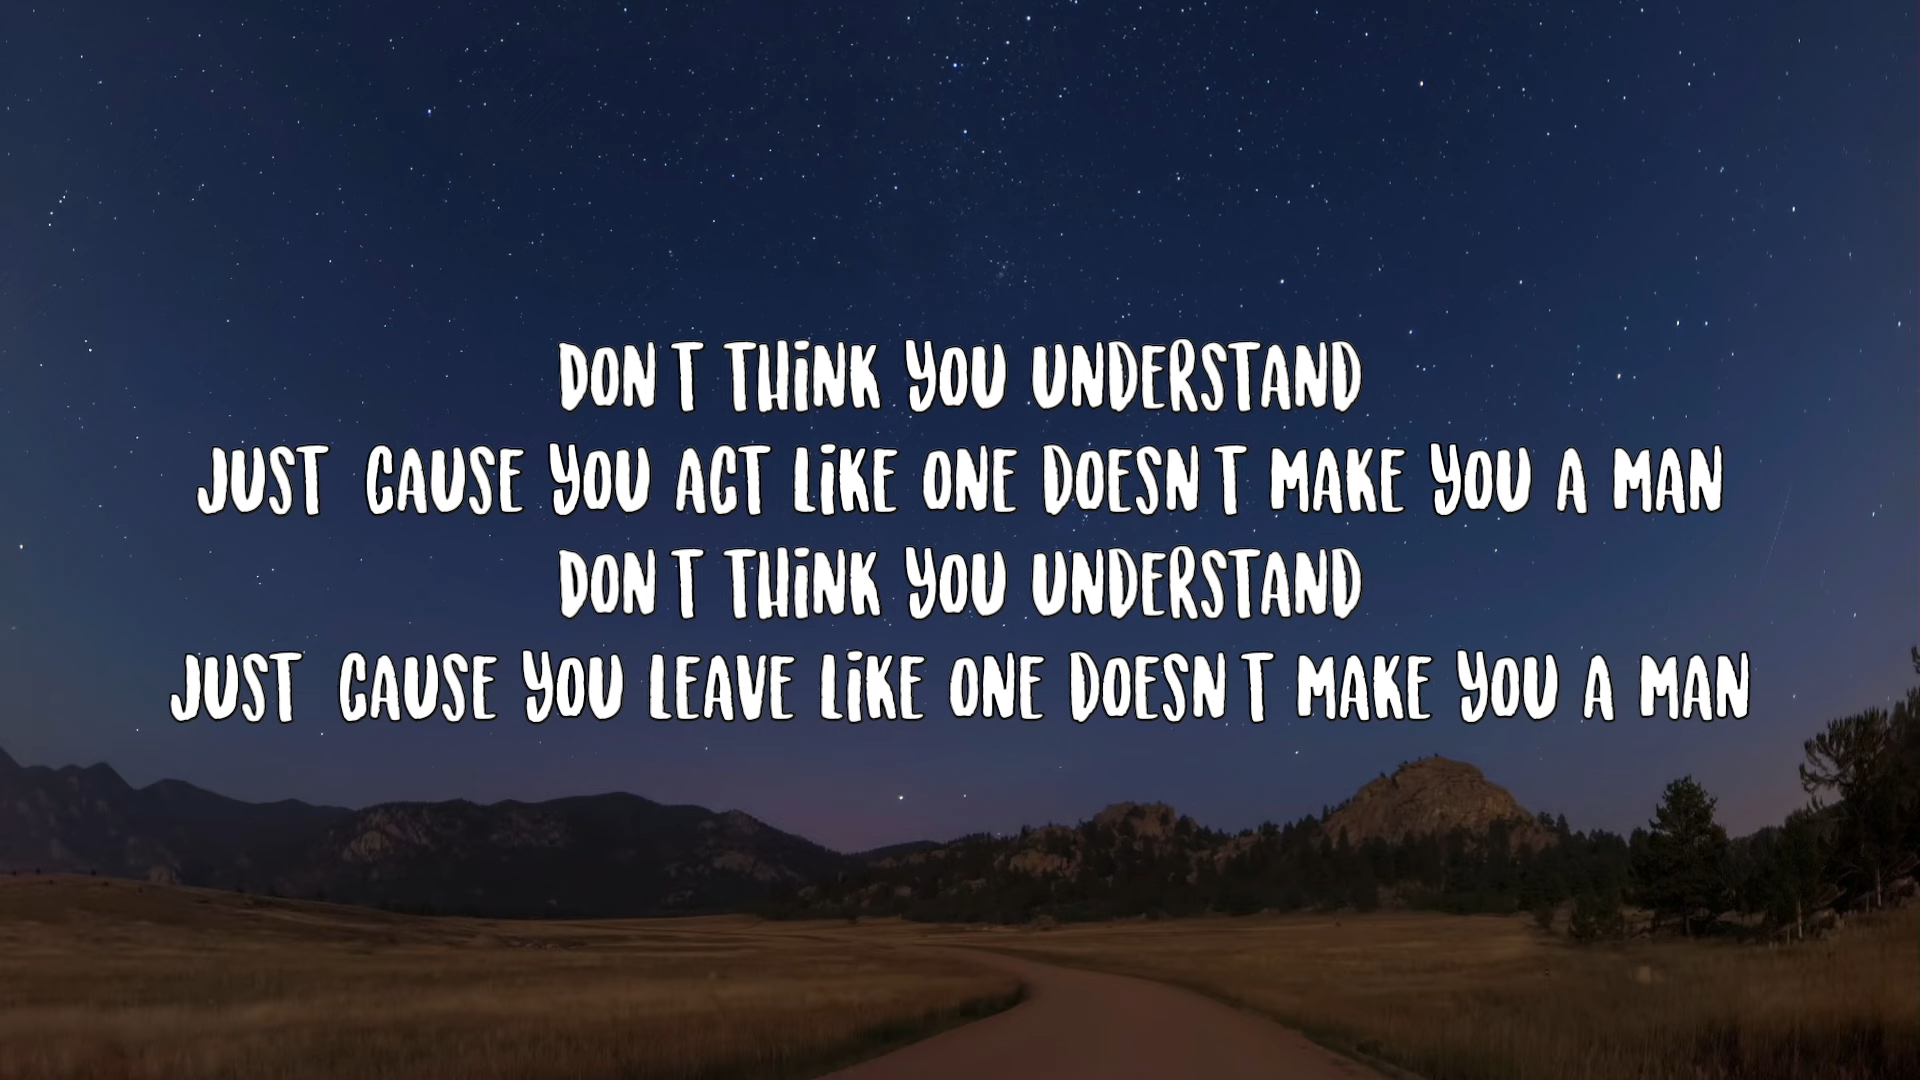 DON T THINK YOU UNDERSTAND
JUST  CAUSE YOU ACT LIKE ONE DOESN T MAKE YOU A MAN
DON T THINK YOU UNDERSTAND
JUST  CAUSE YOU LEAVE LIKE ONE DOESN T MAKE YOU A MAN